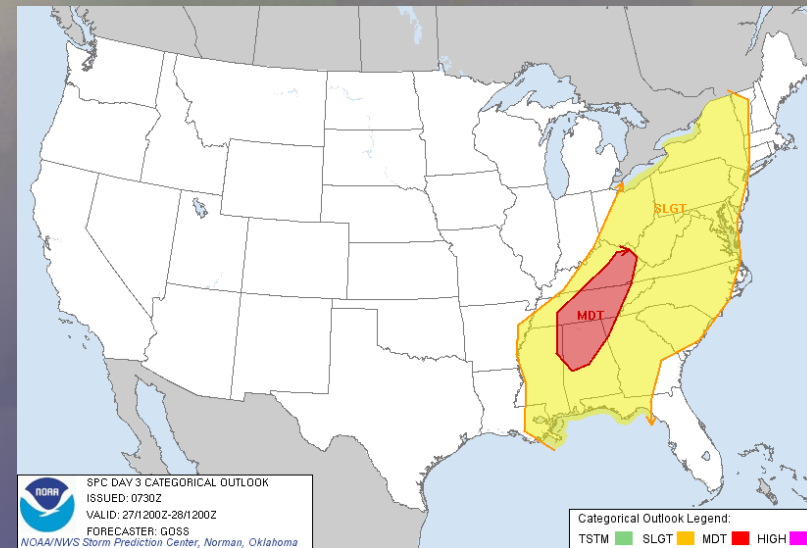 SLGT
MDT
SPC DAY 3 CATEGORICAL OUTLOOK
ISSUED: 0730Z
VALID: 27/1200Z-28/1200Z
FORECASTER: GOSS
NOAA
NOAA/NWS Storm Prediction Center, Norman, Oklahoma
Categorical Outlook Legend:
TSTM SLGT MDT HIGH